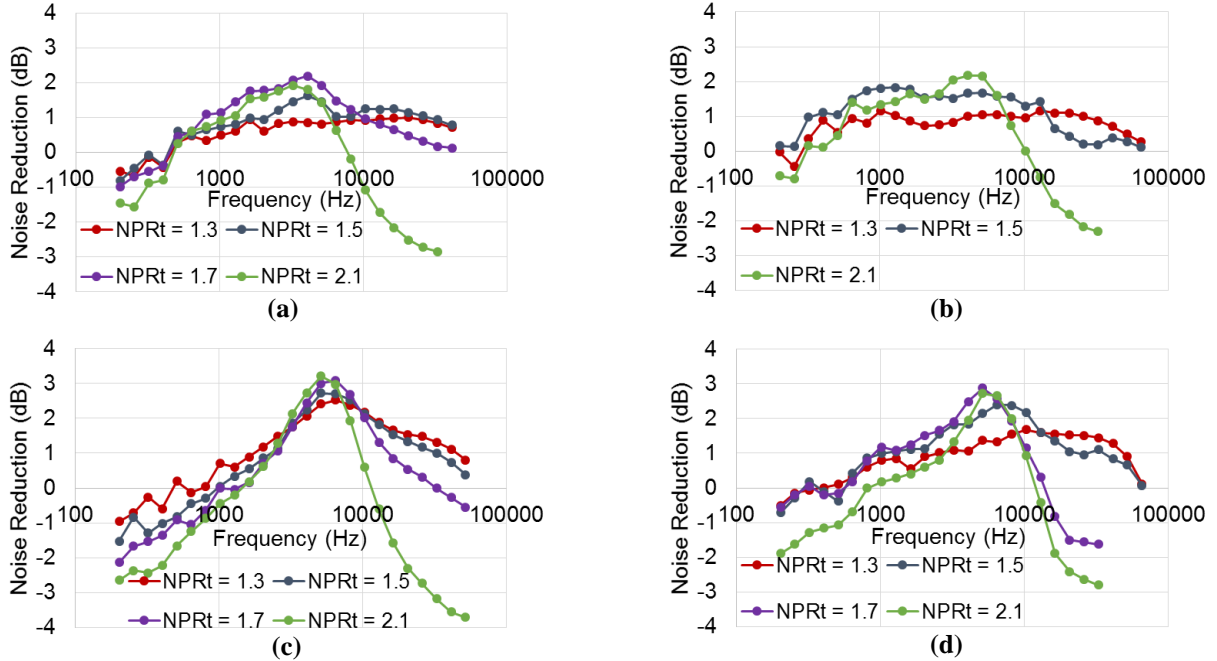 4
3
2
1
0
-1
-2
-3
-4
Noise Reduction (dB)
100 1000 10000 100000
Frequency (Hz)
NPRt = 1.3 NPRt = 1.5
NPRt = 1.7 NPRt = 2.1
(a)
4
3
2
1
0
-1
-2
-3
-4
Noise Reduction (dB)
100 1000 10000 100000
Frequency (Hz)
NPRt = 1.3 NPRt = 1.5
NPRt = 2.1
(b)
4
3
2
1
0
-1
-2
-3
-4
Noise Reduction (dB)
100 1000 10000 100000
Frequency (Hz)
NPRt = 1.3 NPRt = 1.5
NPRt = 1.7 NPRt = 2.1
(c)
4
3
2
1
0
-1
-2
-3
-4
Noise Reduction (dB)
100 1000 10000 100000
Frequency (Hz)
NPRt = 1.3 NPRt = 1.5
NPRt = 1.7 NPRt = 2.1
(d)